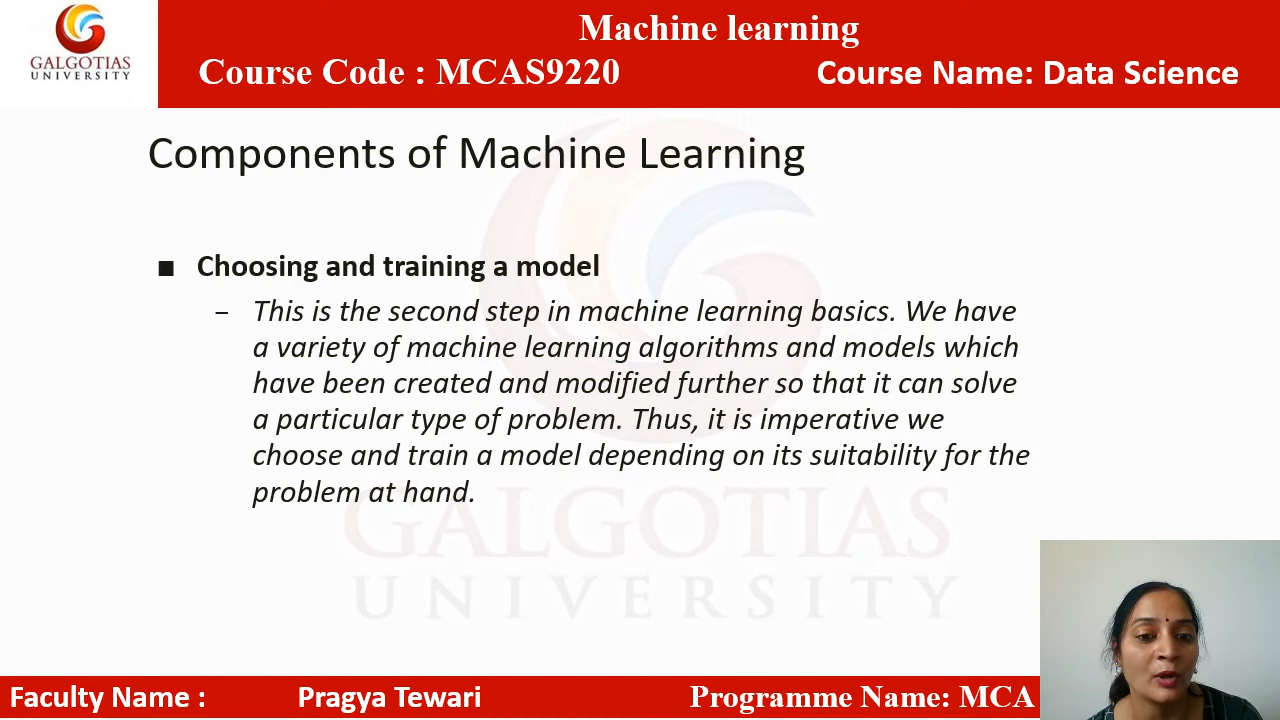 GALGOTIAS
UNIVERSITY
Machine learning
Course Code : MCAS9220
Course Name: Data Science
Components of Machine Learning
■ Choosing and training a model
– This is the second step in machine learning basics. We have
a variety of machine learning algorithms and models which
have been created and modified further so that it can solve
a particular type of problem. Thus, it is imperative we
choose and train a model depending on its suitability for the
problem at hand.
GALGOTIAS
UNIVERSITY
Faculty Name : Pragya Tewari
Programme Name: MCA